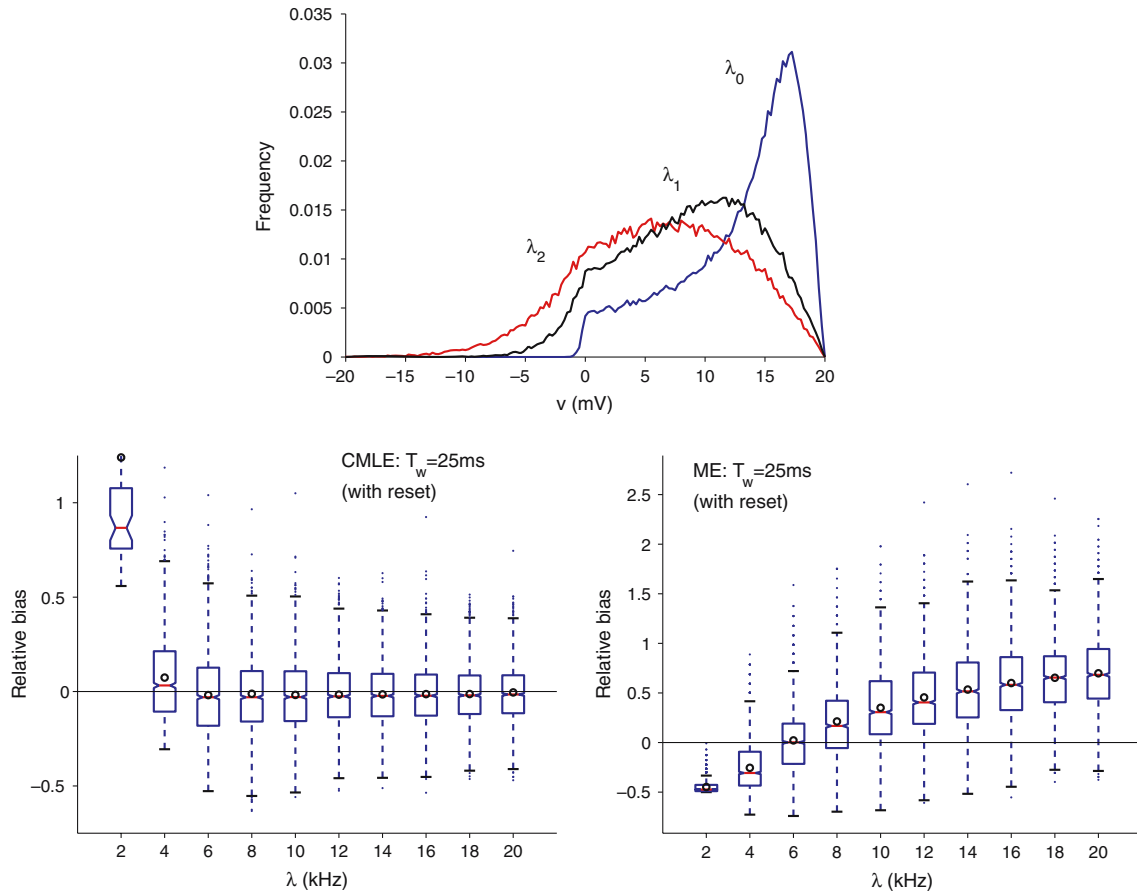 0.035
0.03
0.025
0.02
0.015
0.01
0.005
0
Frequency
λ0
λ1
λ2
−20 −15 −10 −5 0 5 10 15 20
v (mV)
CMLE: T_w=25ms
(with reset)
1
0.5
0
−0.5
Relative bias
2 4 6 8 10 12 14 16 18 20
λ (kHz)
ME: T_w=25ms
(with reset)
2.5
2
1.5
1
0.5
0
−0.5
Relative bias
2 4 6 8 10 12 14 16 18 20
λ (kHz)